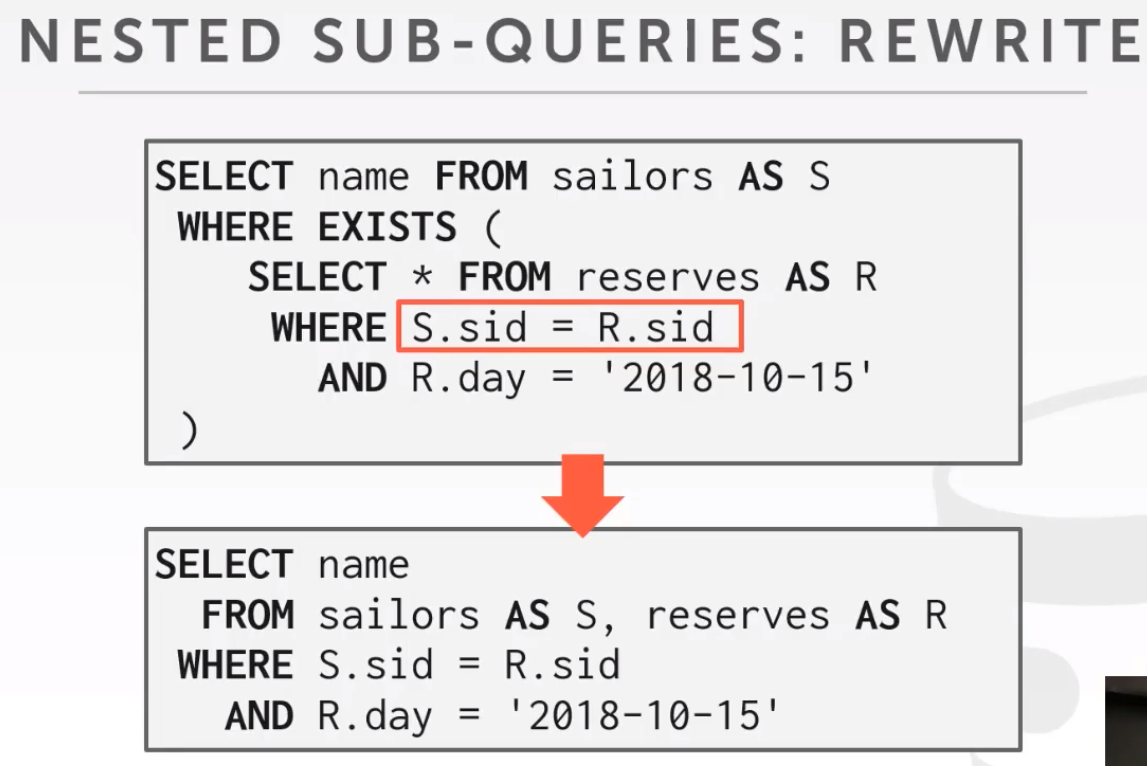 NESTED SUB-QUERIES: REWRITE
SELECT name FROM sailors AS S
WHERE EXISTS (
SELECT * FROM reserves AS R
WHERE S.sid = R.sid
AND R.day = '2018-10-15'
)
SELECT name
FROM sailors AS S, reserves AS R
WHERE S.sid = R.sid
AND R.day = '2018-10-15'